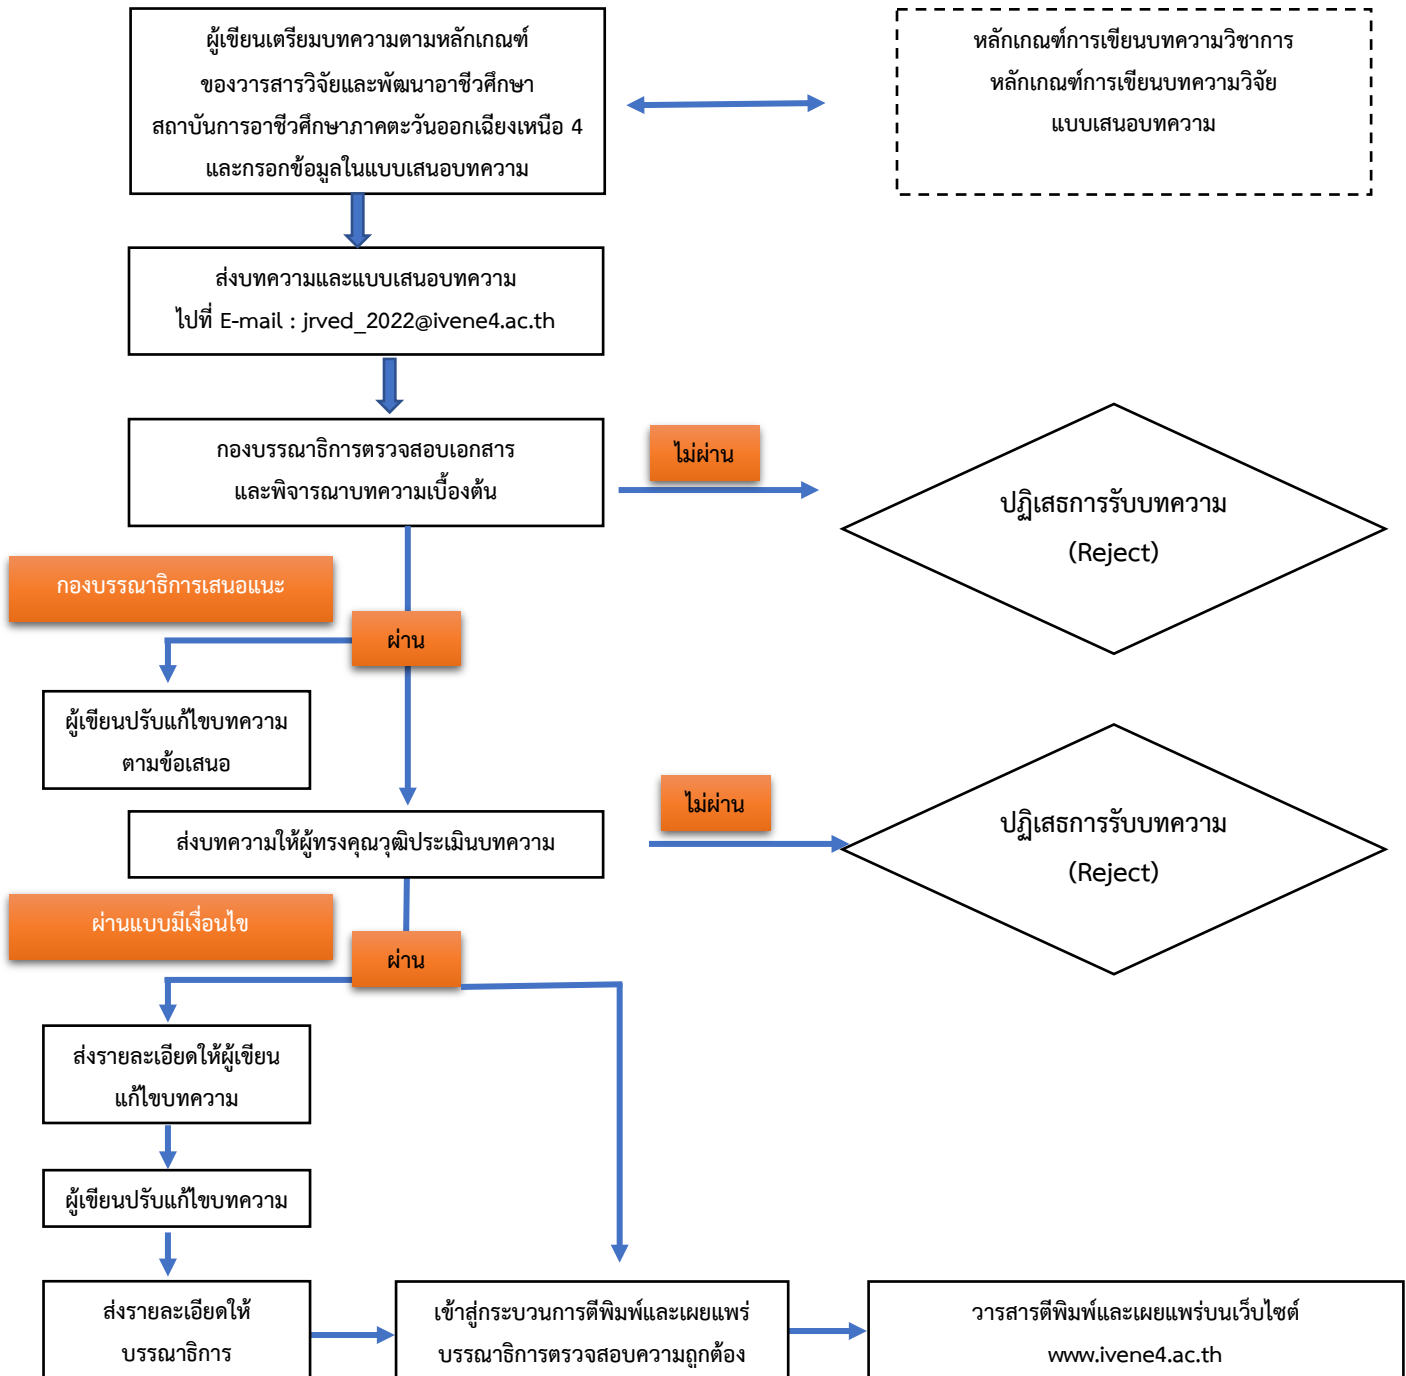 ผู้เขียนเตรียมบทความตามหลักเกณฑ์
ของวารสารวิจัยและพัฒนาอาชีวศึกษา
สถาบันการอาชีวศึกษาภาคตะวันออกเฉียงเหนือ 4
และกรอกข้อมูลในแบบเสนอบทความ
หลักเกณฑ์การเขียนบทความวิชาการ
หลักเกณฑ์การเขียนบทความวิจัย
แบบเสนอบทความ
ส่งบทความและแบบเสนอบทความ
ไปที่ E-mail : jrved_2022@ivene4.ac.th
กองบรรณาธิการตรวจสอบเอกสาร
และพิจารณาบทความเบื้องต้น
ไม่ผ่าน
ปฏิเสธการรับบทความ
(Reject)
กองบรรณาธิการเสนอแนะ
ผ่าน
ผู้เขียนปรับแก้ไขบทความ
ตามข้อเสนอ
ส่งบทความให้ผู้ทรงคุณวุฒิประเมินบทความ
ไม่ผ่าน
ปฏิเสธการรับบทความ
(Reject)
ผ่านแบบมีเงื่อนไข
ผ่าน
ส่งรายละเอียดให้ผู้เขียน
แก้ไขบทความ
ผู้เขียนปรับแก้ไขบทความ
ส่งรายละเอียดให้
บรรณาธิการ
เข้าสู่กระบวนการตีพิมพ์และเผยแพร่
บรรณาธิการตรวจสอบความถูกต้อง
วารสารตีพิมพ์และเผยแพร่บนเว็บไซต์
www.ivene4.ac.th